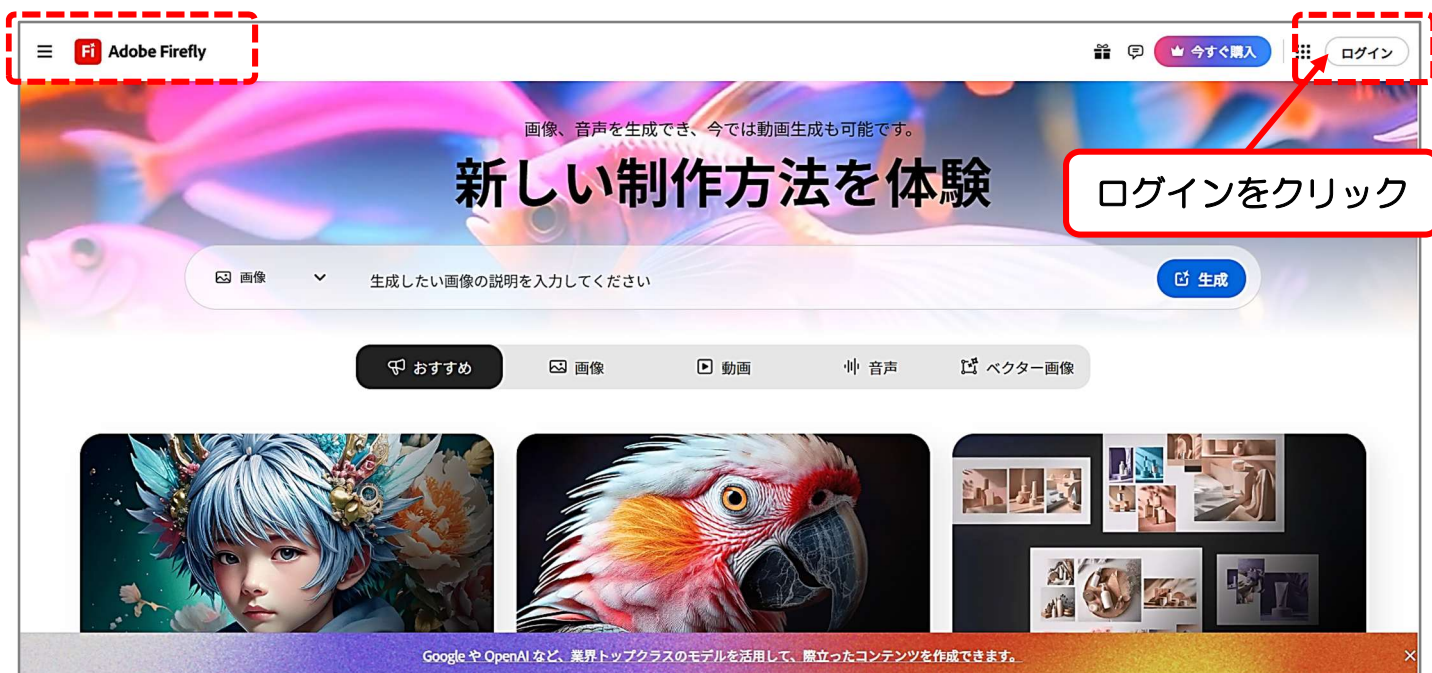 Fi Adobe Firefly
今すぐ購入
ログイン
画像、音声を生成でき、今では動画生成も可能です。
新しい制作方法を体験
ログインをクリック
画像
生成したい画像の説明を入力してください
生成
おすすめ
画像
動画
音声
ベクター画像
Google や OpenAI など、業界トップクラスのモデルを活用して、際立ったコンテンツを作成できます。